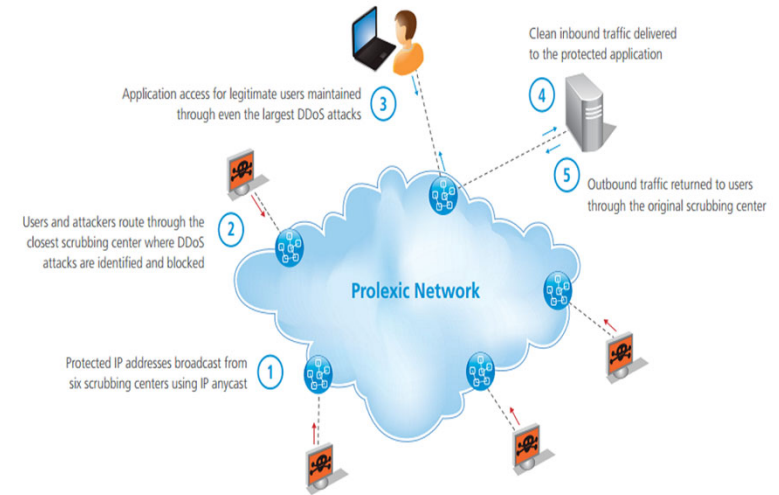 Clean inbound traffic delivered
to the protected application
4
Application access for legitimate users maintained
through even the largest DDoS attacks
3
5
Outbound traffic returned to users
through the original scrubbing center
Users and attackers route through the
closest scrubbing center where DDoS
attacks are identified and blocked
2
Prolexic Network
Protected IP addresses broadcast from
six scrubbing centers using IP anycast
1